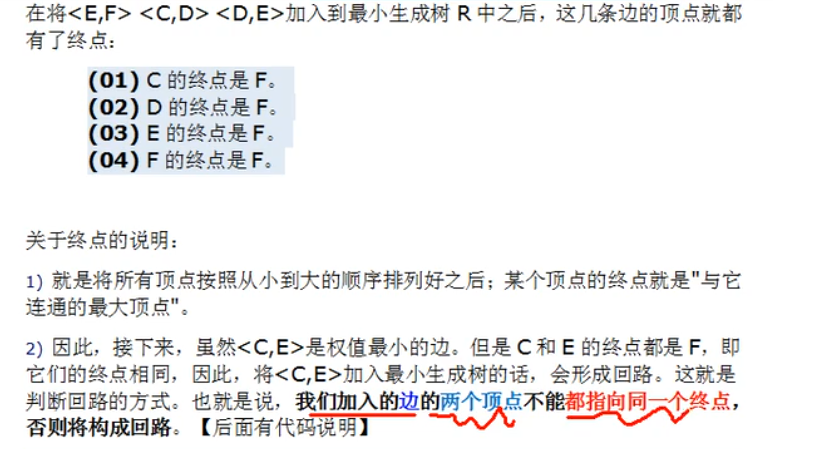 在将<E,F> <C,D> <D,E>加入到最小生成树 R 中之后，这几条边的顶点就都
有了终点：
(01) C 的终点是 F。
(02) D 的终点是 F。
(03) E 的终点是 F。
(04) F 的终点是 F。
关于终点的说明：
1) 就是将所有顶点按照从小到大的顺序排列好之后；某个顶点的终点就是"与它
连通的最大顶点"。
2) 因此，接下来，虽然<C,E>是权值最小的边。但是 C 和 E 的终点都是 F，即
它们的终点相同，因此，将<C,E>加入最小生成树的话，会形成回路。这就是
判断回路的方式。也就是说，我们加入的边的两个顶点不能都指向同一个终点，
否则将构成回路。【后面有代码说明】